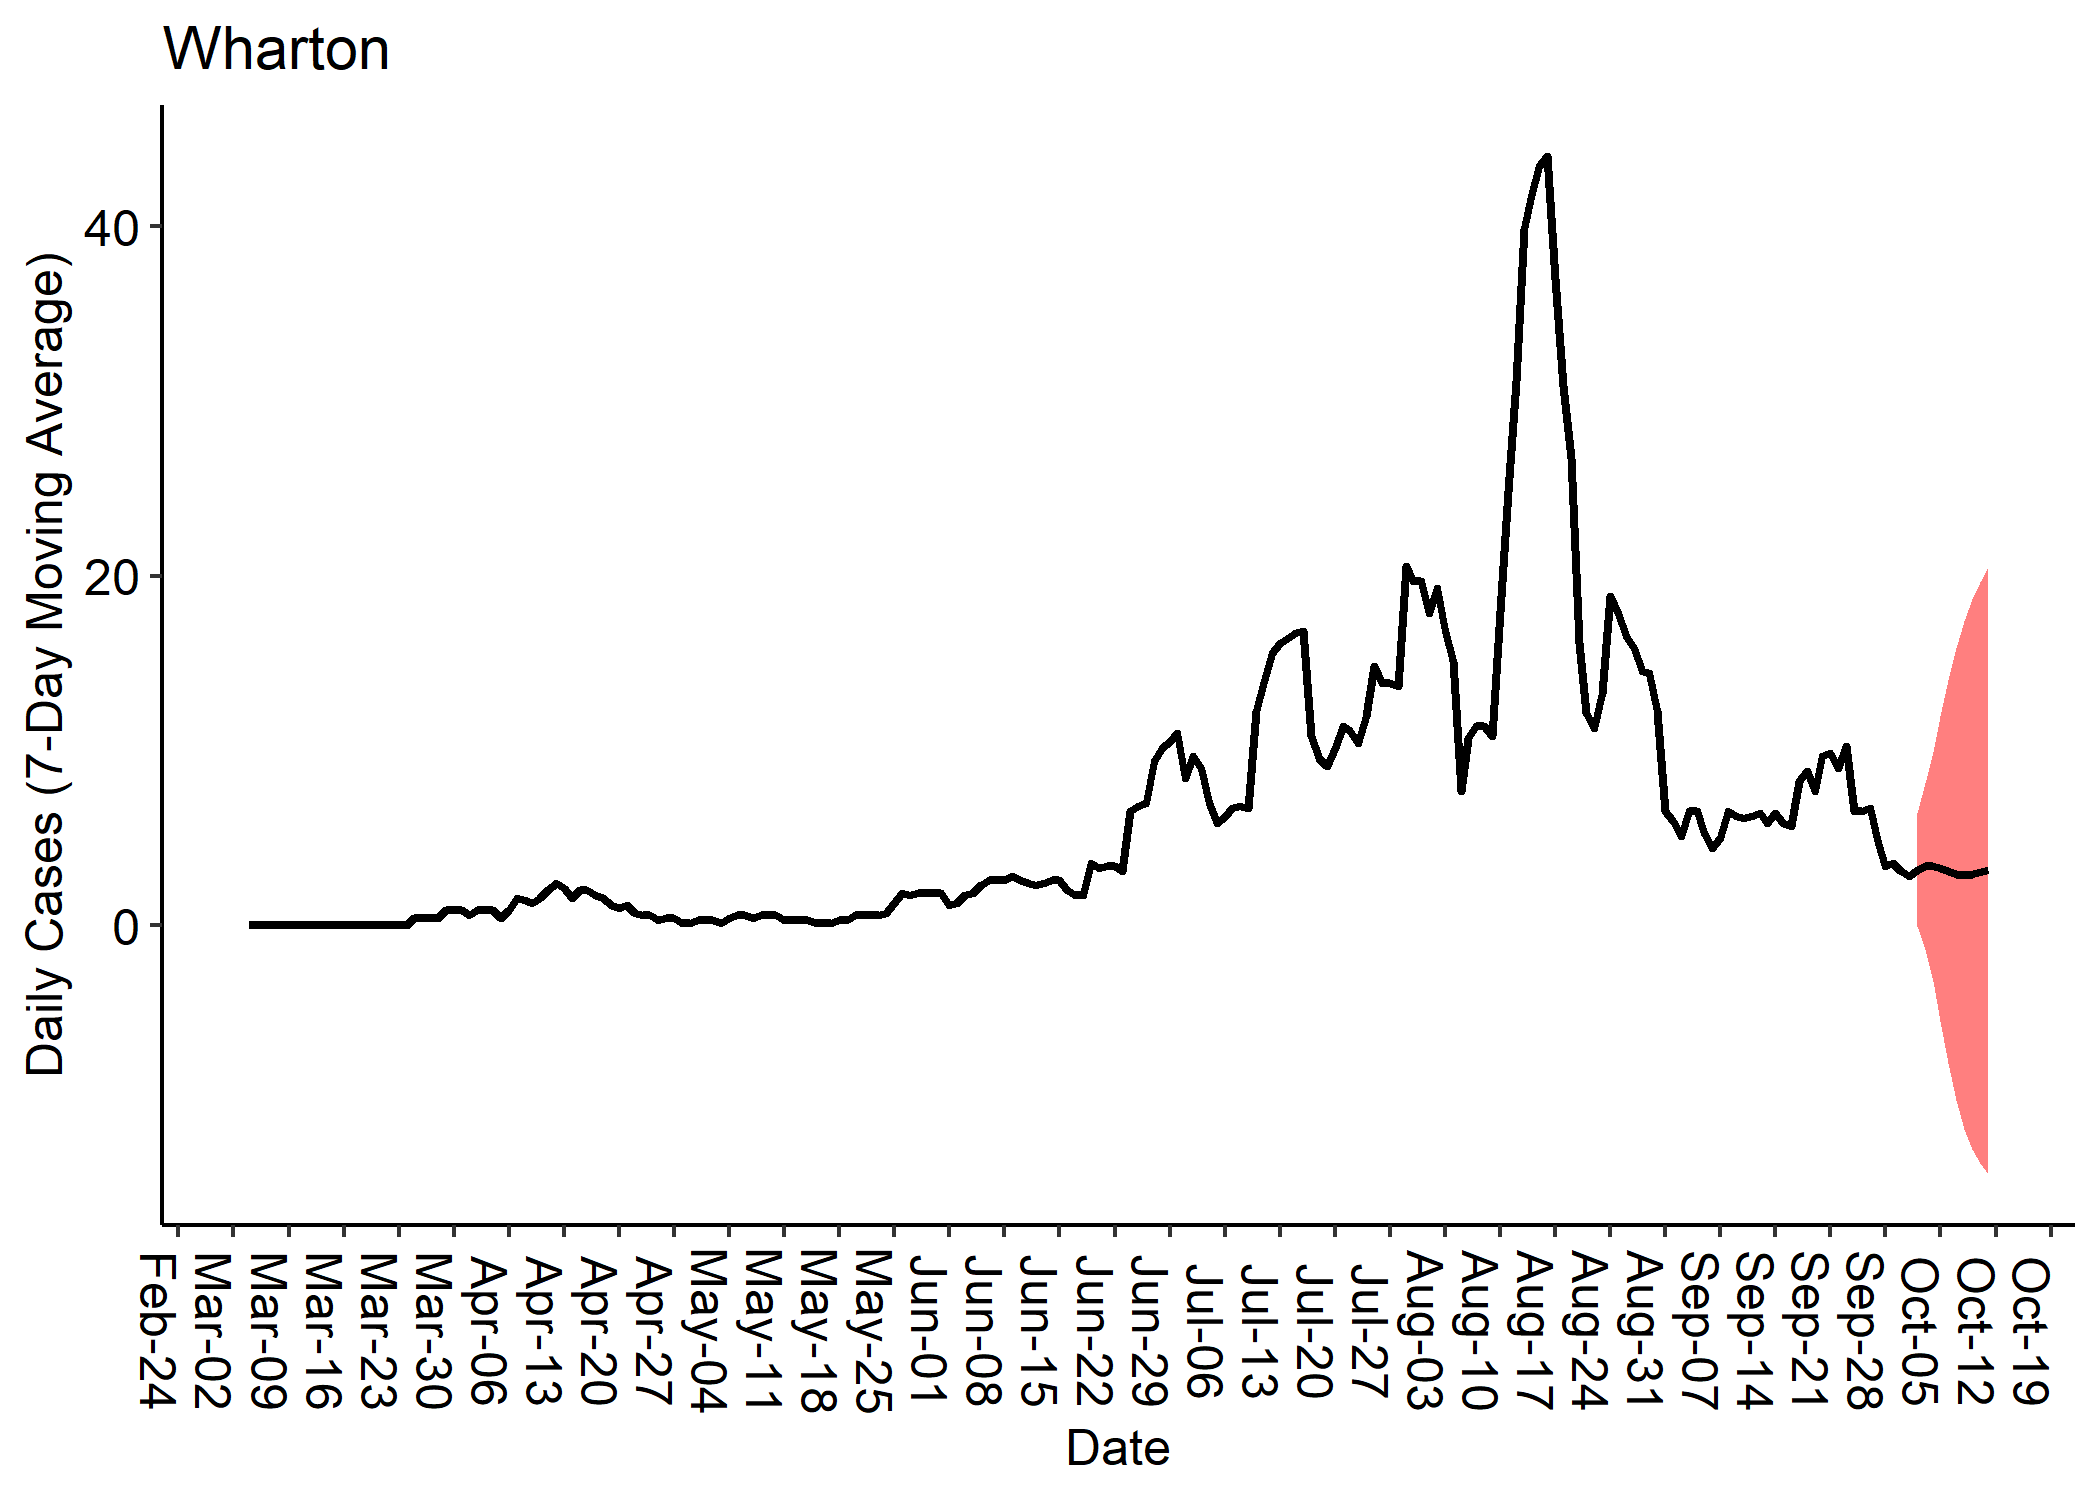 Wharton
Daily Cases (7-Day Moving Average)
40
20
0
Feb-24
Mar-02
Mar-09
Mar-16
Mar-23
Mar-30
Apr-06
Apr-13
Apr-20
Apr-27
May-04
May-11
May-18
May-25
Jun-01
Jun-08
Jun-15
Jun-22
Jun-29
Jul-06
Jul-13
Jul-20
Jul-27
Aug-03
Aug-10
Aug-17
Aug-24
Aug-31
Sep-07
Sep-14
Sep-21
Sep-28
Oct-05
Oct-12
Oct-19
Date